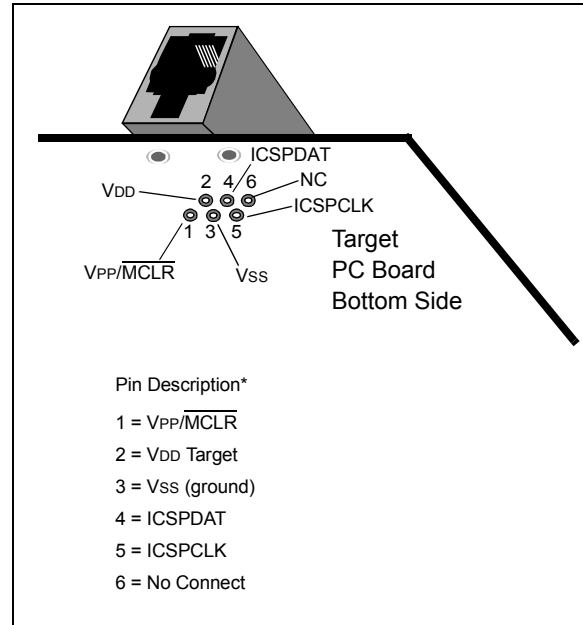 ICSPDAT
2 4 6 NC
VDD
ICSPCLK
1 3 5
Target
VPP/MCLR VSS
PC Board
Bottom Side
Pin Description*
1 = VPP/MCLR
2 = VDD Target
3 = VSS (ground)
4 = ICSPDAT
5 = ICSPCLK
6 = No Connect